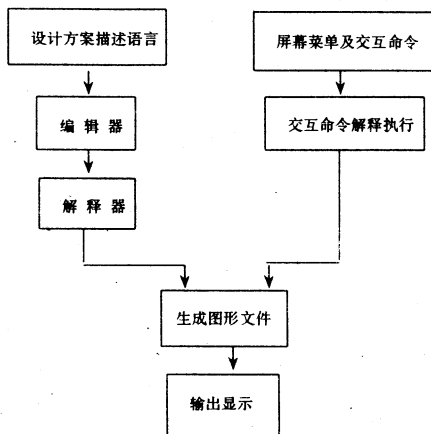 设计方案描述语言
屏幕菜单及交互命令
编辑器
交互命令解释执行
解释器
生成图形文件
输出显示